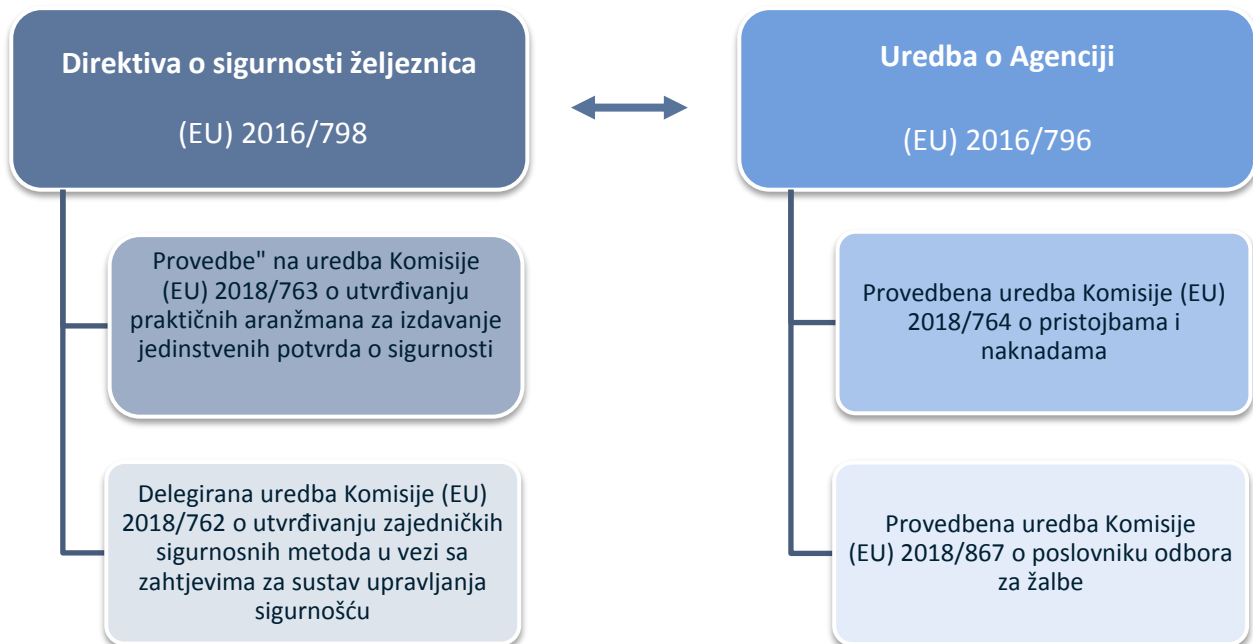 Direktiva o sigurnosti željeznica
(EU) 2016/798
Uredba o Agenciji
(EU) 2016/796
Provedbe" na uredba Komisije
(EU) 2018/763 o utvrđivanju
praktičnih aranžmana za izdavanje
jedinstvenih potvrda o sigurnosti
Provedbena uredba Komisije (EU)
2018/764 o pristojbama i
naknadama
Delegirana uredba Komisije (EU)
2018/762 o utvrđivanju zajedničkih
sigurnosnih metoda u vezi sa
zahtjevima za sustav upravljanja
sigurnošću
Provedbena uredba Komisije
(EU) 2018/867 o poslovniku odbora
za žalbe